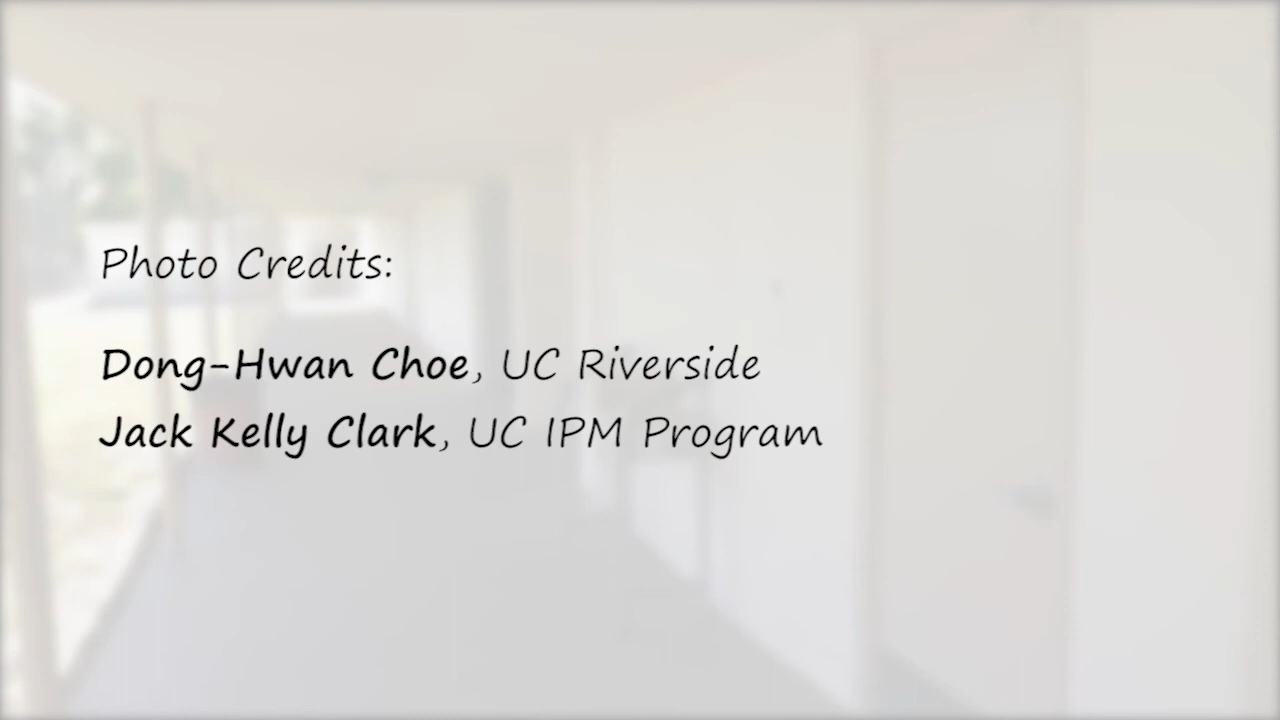 Photo Credits:
Dong-Hwan Choe, UC Riverside
Jack Kelly Clark, UC IPM Program